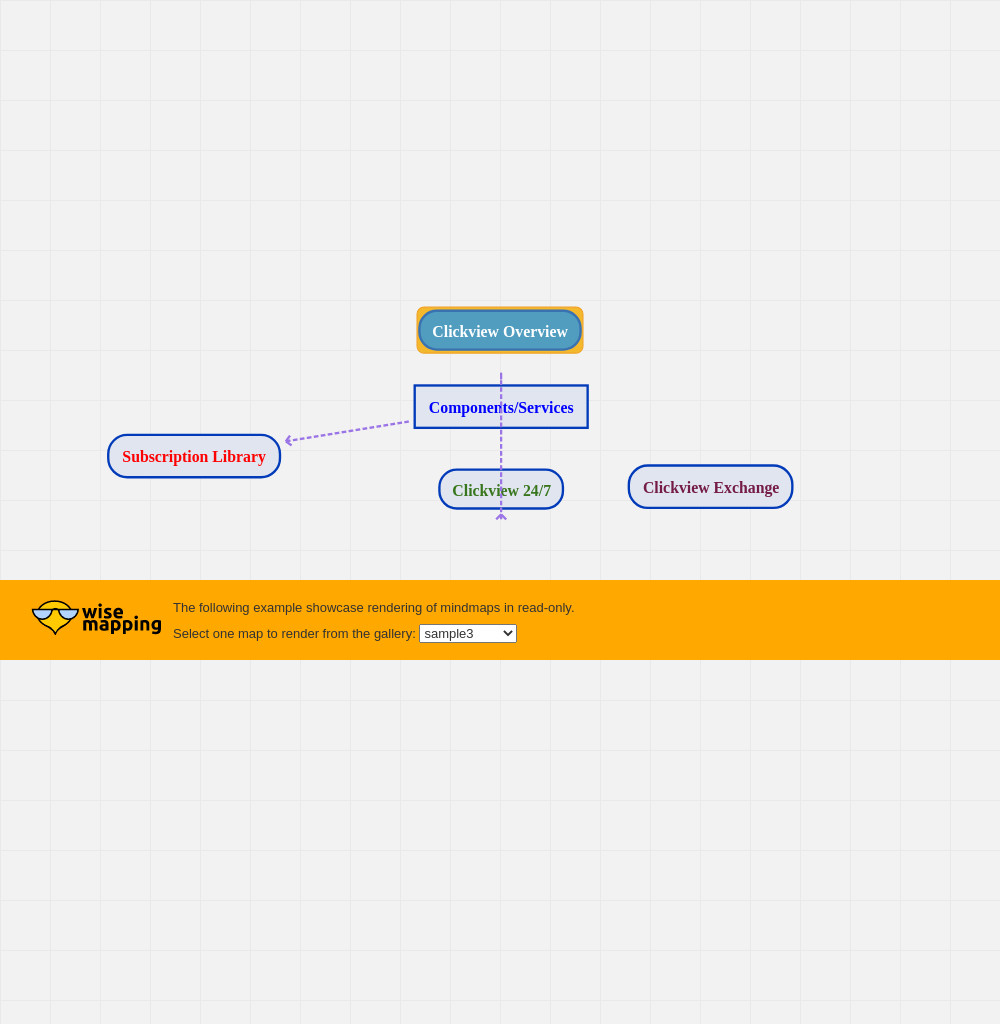 Clickview Overview
Components/Services
Subscription Library
Clickview 24/7
Clickview Exchange
wise
mapping
The following example showcase rendering of mindmaps in read-only.
Select one map to render from the gallery: sample3